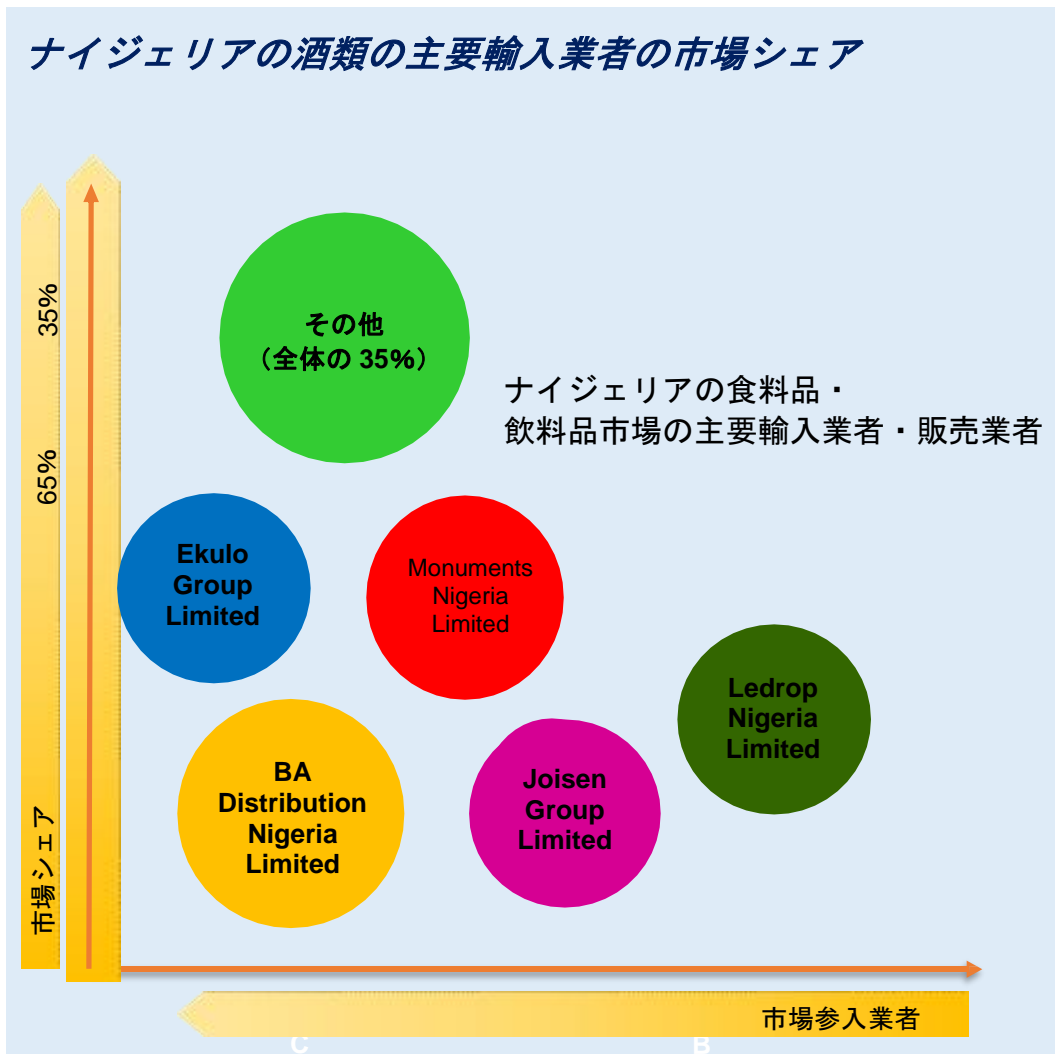 ナイジェリアの酒類の主要輸入業者の市場シェア
35%
65%
市場シェア
その他
（全体の 35%）
ナイジェリアの食料品・
飲料品市場の主要輸入業者・販売業者
Ekulo
Group
Limited
Monuments
Nigeria
Limited
Ledrop
Nigeria
Limited
BA
Distribution
Nigeria
Limited
Joisen
Group
Limited
市場参入業者
C
B